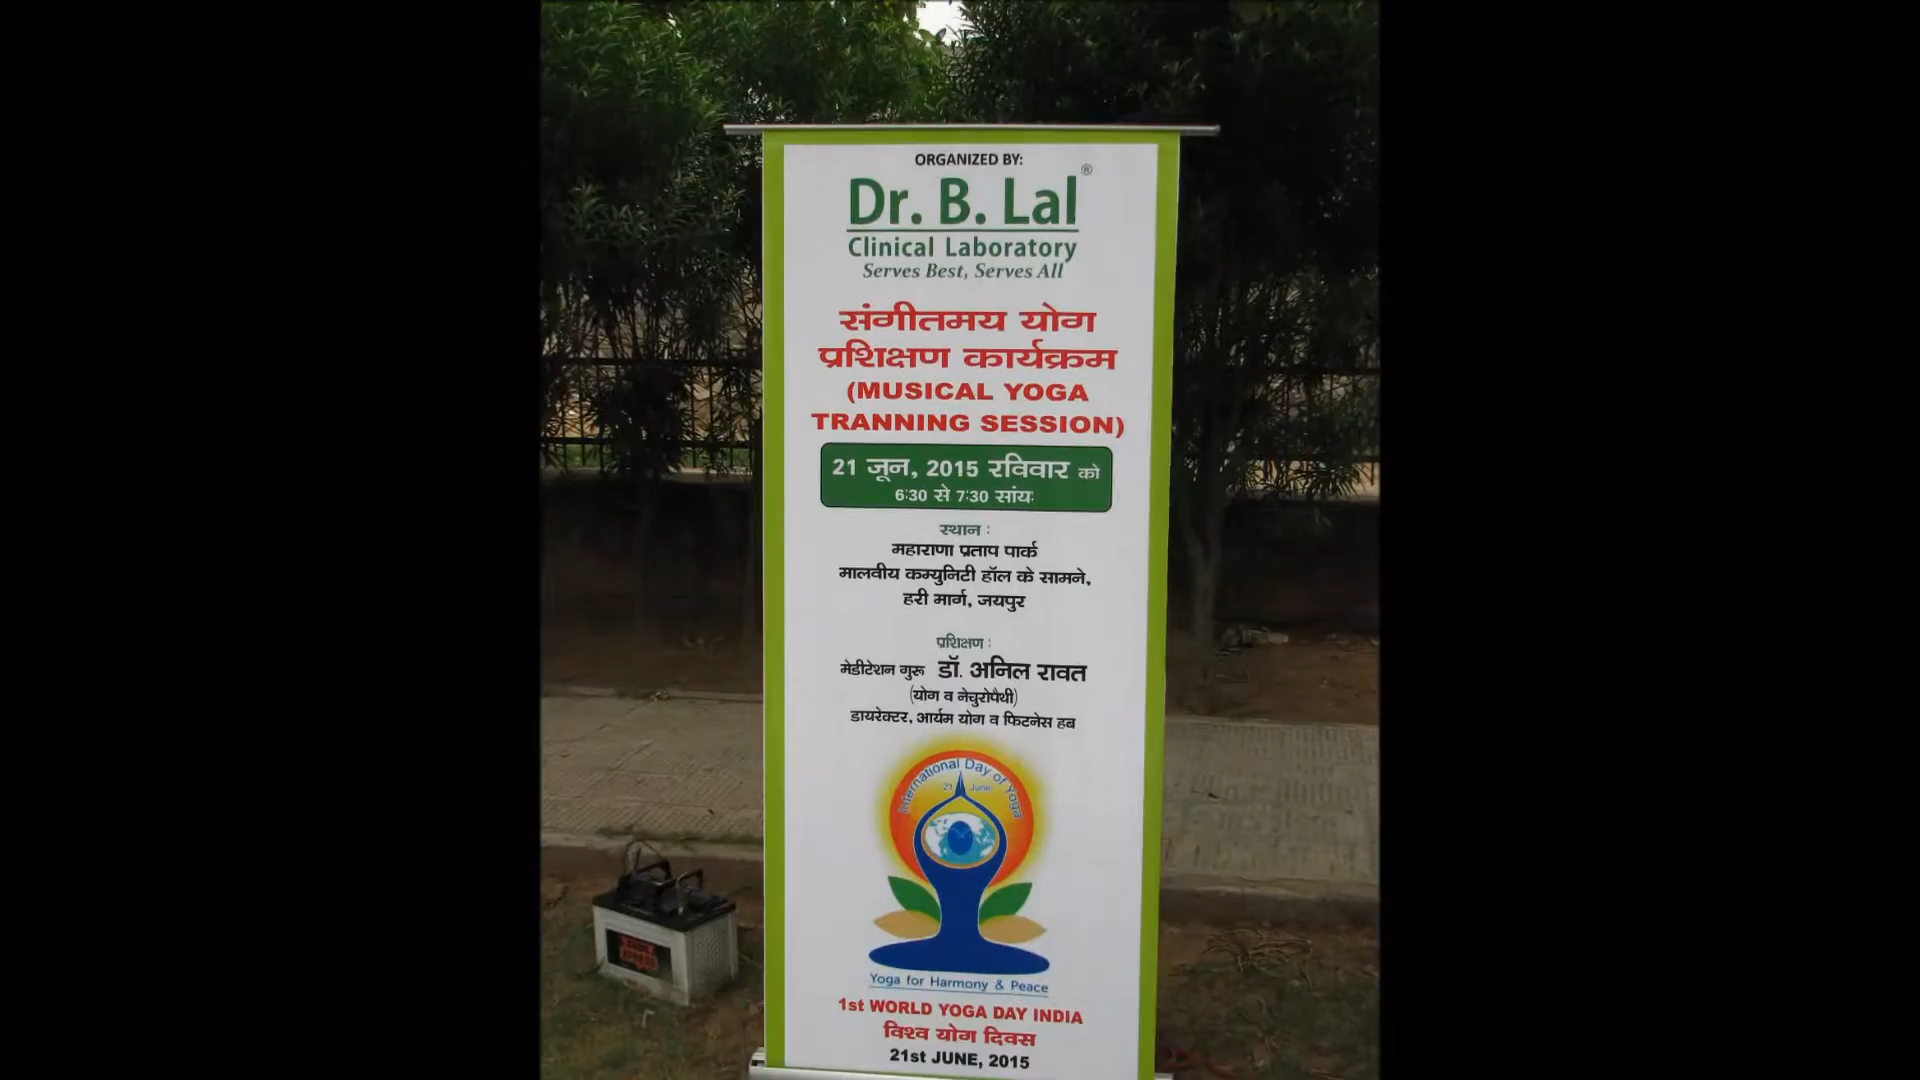 ORGANIZED BY:
Dr. B. Lal®
Clinical Laboratory
Serves Best, Serves All
संगीतमय योग
प्रशिक्षण कार्यक्रम
(MUSICAL YOGA
TRANNING SESSION)
21 जून, 2015 रविवार को
6:30 से 7:30 सांयः
स्थान :
महाराणा प्रताप पार्क
मालवीय कम्युनिटी हॉल के सामने,
हरी मार्ग, जयपुर
प्रशिक्षण :
मेडीटेशन गुरू डॉ. अनिल रावत
(योग व नेचुरोपैथी)
डायरेक्टर, आर्यम योग व फिटनेस हब
International Day of Yoga
21 June
Yoga for Harmony & Peace
1st WORLD YOGA DAY INDIA
विश्व योग दिवस
21st JUNE, 2015